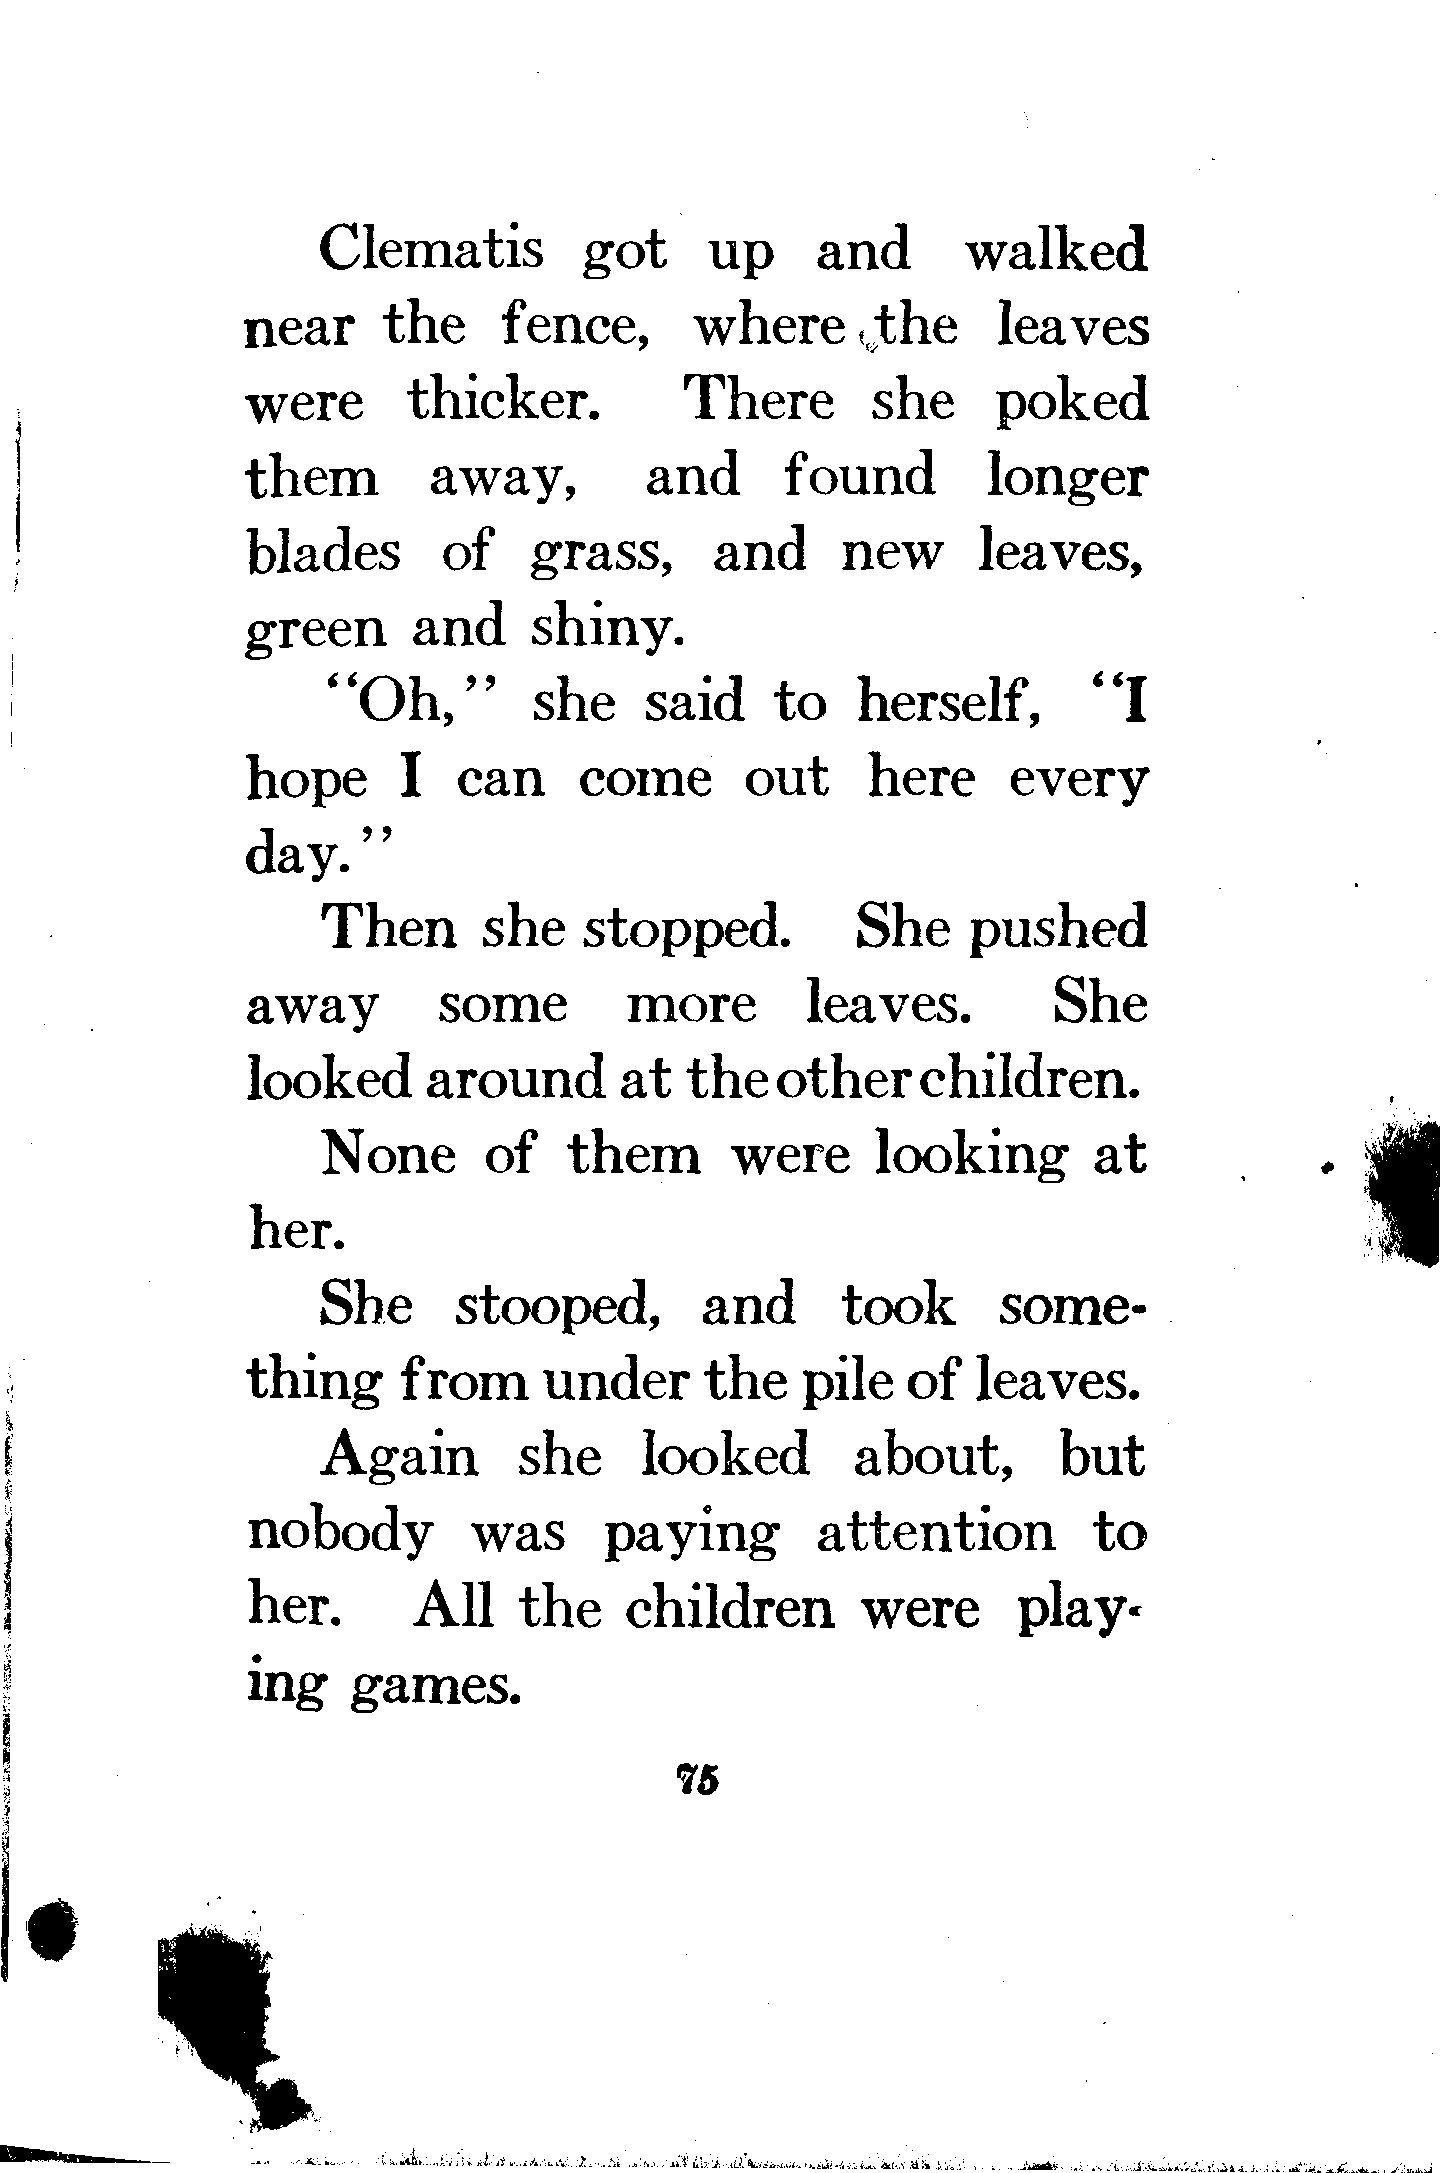 Clematis got up and walked
near the fence, where the leaves
were thicker. There she poked
them away, and found longer
blades of grass, and new leaves,
green and shiny.
“Oh,” she said to herself, “I
hope I can come out here every
day.”
Then she stopped. She pushed
away some more leaves. She
looked around at the other children.
None of them were looking at
her.
She stooped, and took some-
thing from under the pile of leaves.
Again she looked about, but
nobody was paying attention to
her. All the children were play-
ing games.
75